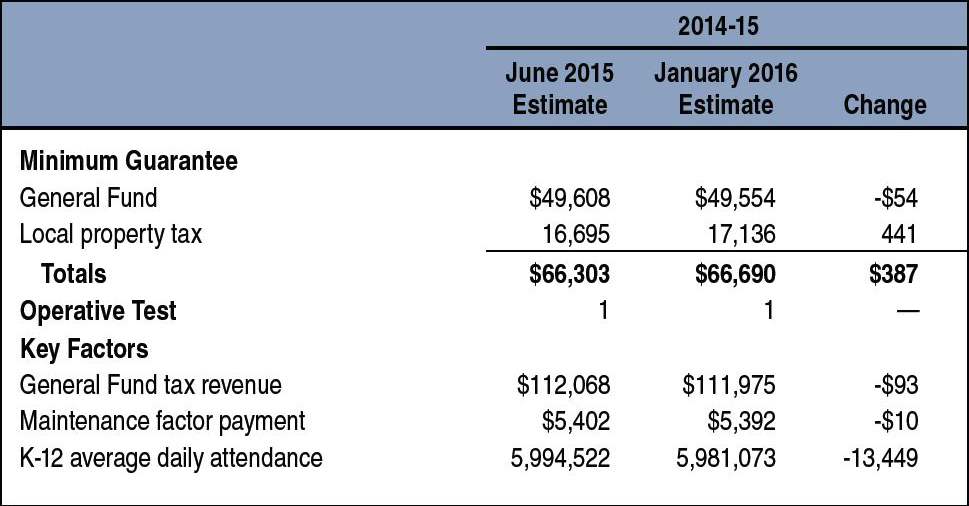 2014-15
June 2015 January 2016
Estimate Estimate Change
Minimum Guarantee
General Fund $49,608 $49,554 -$54
Local property tax 16,695 17,136 441
Totals $66,303 $66,690 $387
Operative Test 1 1 —
Key Factors
General Fund tax revenue $112,068 $111,975 -$93
Maintenance factor payment $5,402 $5,392 -$10
K-12 average daily attendance 5,994,522 5,981,073 -13,449